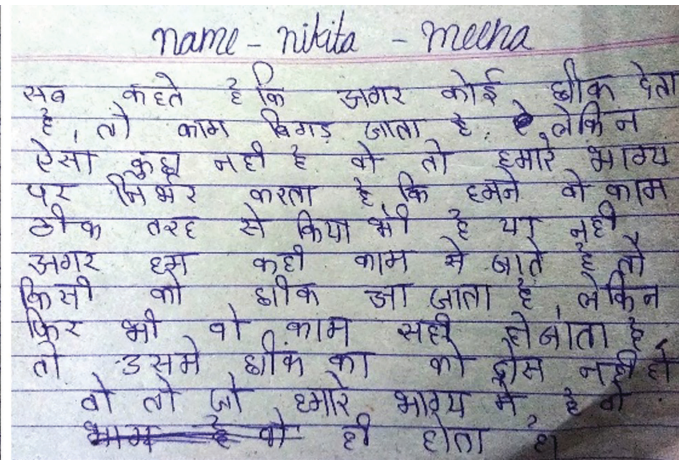 name - nikita - meena
सब कहते है कि अगर कोई छीक देता
है, तो काम बिगड़ जाता है, लेकिन
ऐसा कुछ नही है वो तो हमारे भाग्य
पर निर्भर करता है, कि हमने वो काम
ठीक तरह से किया भी है या नही
अगर हम कही काम मे जाते है तो
किसी को छीक आ जाता है, लेकिन
फिर भी वो काम सही हो जाता है
तो उसमे छीक का को दोस नही है
वो तो जो हमारे भाग्य मे है वो
वो ही होता है।